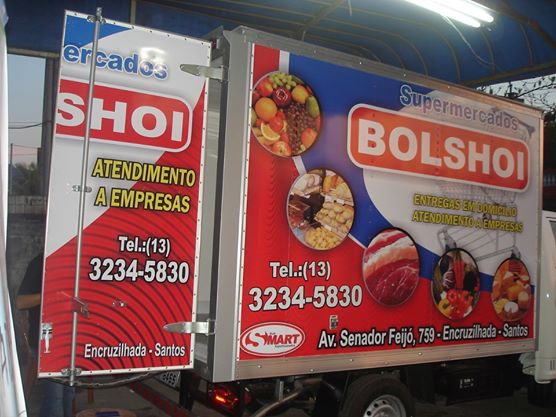 ercados
SHOI
ATENDIMENTO
A EMPRESAS
Tel.:(13)
3234-5830
Encruzilhada - Santos
Supermercados
BOLSHOI
ENTREGAS EM DOMICILIO
ATENDIMENTO A EMPRESAS
Tel.:(13)
3234-5830
SMART
Av. Senador Feijó, 759 - Encruzilhada - Santos